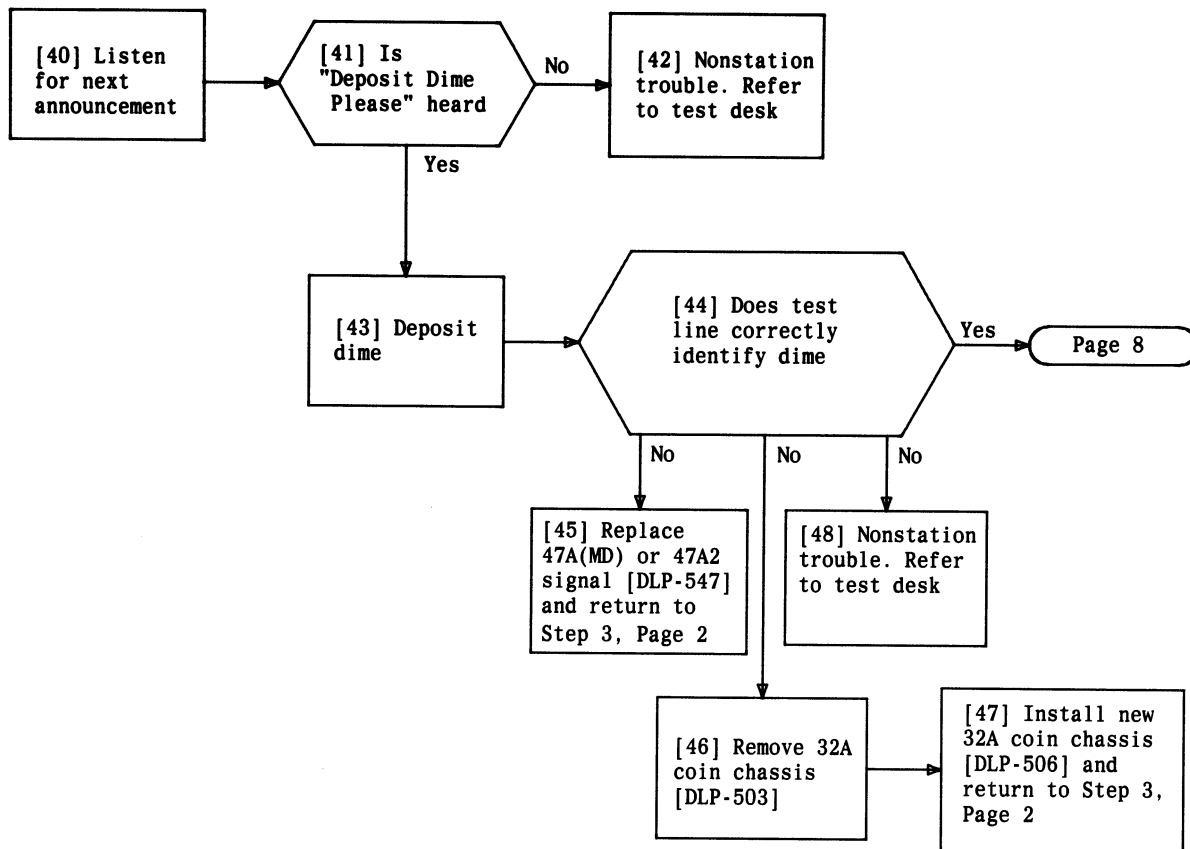 [40] Listen
for next
announcement
[41] Is
"Deposit Dime
Please" heard
No
[42] Nonstation
trouble. Refer
to test desk
Yes
[43] Deposit
dime
[44] Does test
line correctly
identify dime
Yes
Page 8
No
No
No
[45] Replace
47A(MD) or 47A2
signal [DLP-547]
and return to
Step 3, Page 2
[48] Nonstation
trouble. Refer
to test desk
[46] Remove 32A
coin chassis
[DLP-503]
[47] Install new
32A coin chassis
[DLP-506] and
return to Step 3,
Page 2